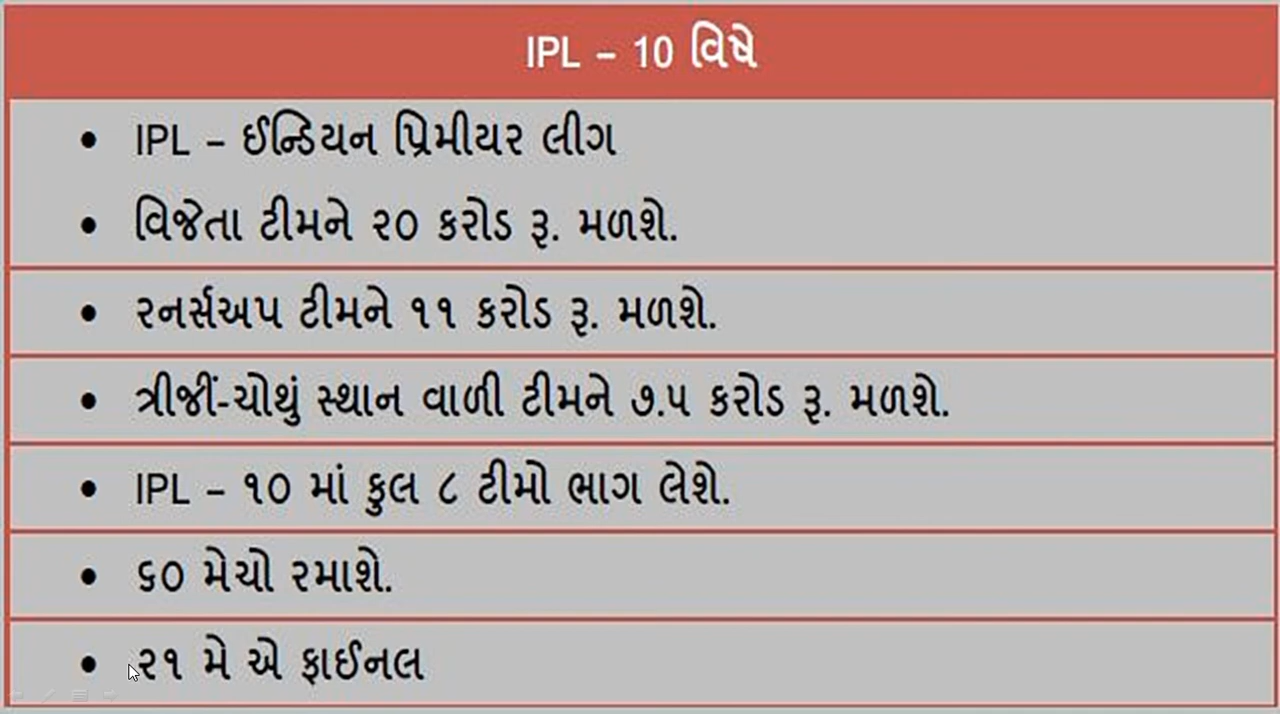 IPL – 10 વિષે
IPL – ઈન્ડિયન પ્રિમીયર લીગ
વિજેતા ટીમને ૨૦ કરોડ રૂ. મળશે.
રનર્સઅપ ટીમને ૧૧ કરોડ રૂ. મળશે.
ત્રીજીં-ચોથું સ્થાન વાળી ટીમને ૭.૫ કરોડ રૂ. મળશે.
IPL – ૧૦ માં કુલ ૮ ટીમો ભાગ લેશે.
૬૦ મેચો રમાશે.
૨૧ મે એ ફાઈનલ